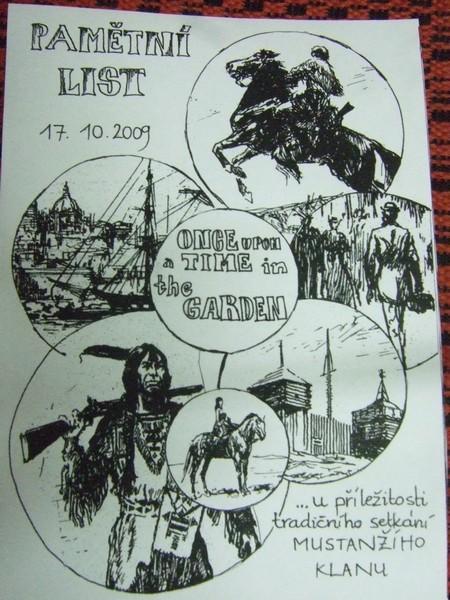 PAMĚTNÍ
LIST
17. 10. 2009
ONCE UPON
a TIME in
the GARDEN
...u příležitosti
tradičního setkání
MUSTANŽÍHO
KLANU